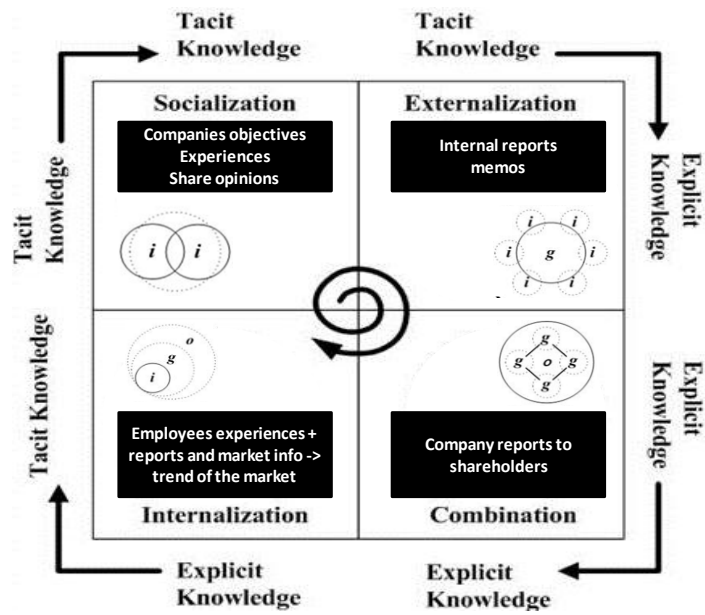 Tacit
Knowledge
Tacit
Knowledge
Socialization
Externalization
Companies objectives
Experiences
Share opinions
Internal reports
memos
Tacit
Knowledge
Explicit
Knowledge
i i
i i
i g i
i i
o
g
i
g
g o g
g
Tacit Knowledge
Explicit
Knowledge
Employees experiences +
reports and market info ->
trend of the market
Company reports to
shareholders
Internalization
Combination
Explicit
Knowledge
Explicit
Knowledge